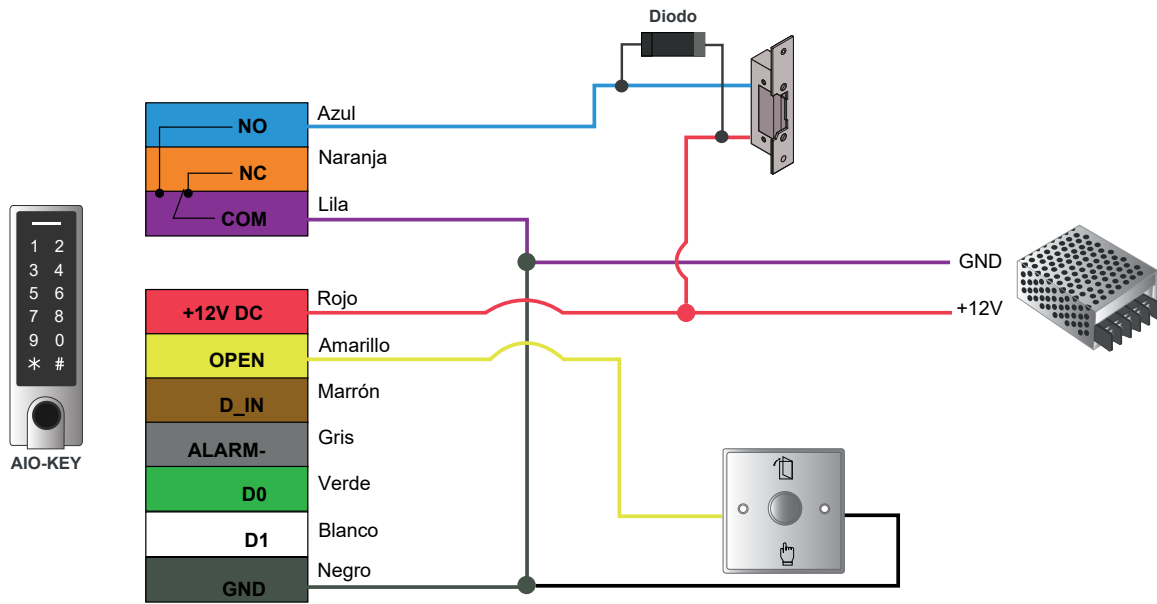 Diodo
NO Azul
NC Naranja
COM Lila
1 2
3 4
5 6
7 8
9 0
* #
AIO-KEY
GND
+12V
+12V DC Rojo
OPEN Amarillo
D_IN Marrón
ALARM- Gris
D0 Verde
D1 Blanco
GND Negro